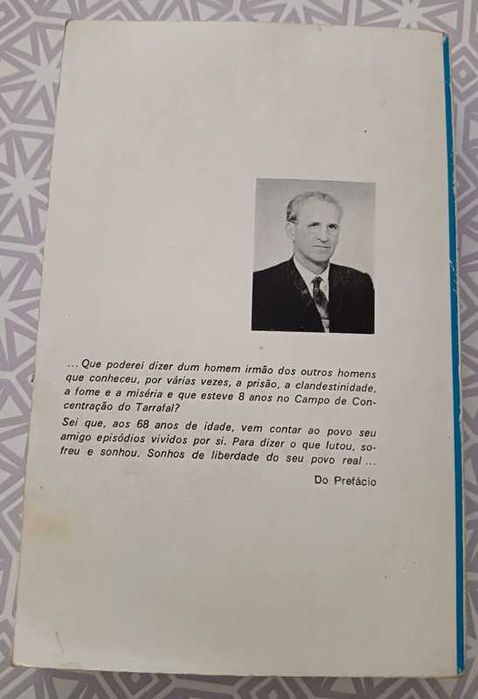 ... Que poderei dizer dum homem irmão dos outros homens
que conheceu, por várias vezes, a prisão, a clandestinidade,
a fome e a miséria e que esteve 8 anos no Campo de Con-
centração do Tarrafal?
Sei que, aos 68 anos de idade, vem contar ao povo seu
amigo episódios vividos por si. Para dizer o que lutou, so-
freu e sonhou. Sonhos de liberdade do seu povo real ...
Do Prefácio